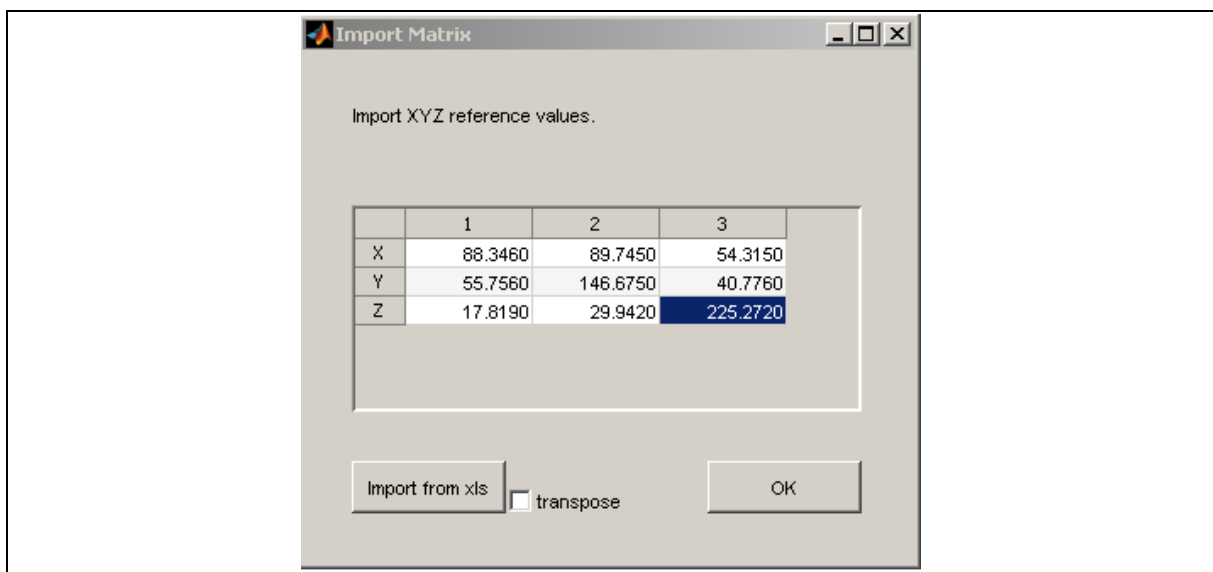 Import Matrix
Import XYZ reference values.
1 2 3
X 88.3460 89.7450 54.3150
Y 55.7560 146.6750 40.7760
Z 17.8190 29.9420 225.2720
Import from xls transpose OK